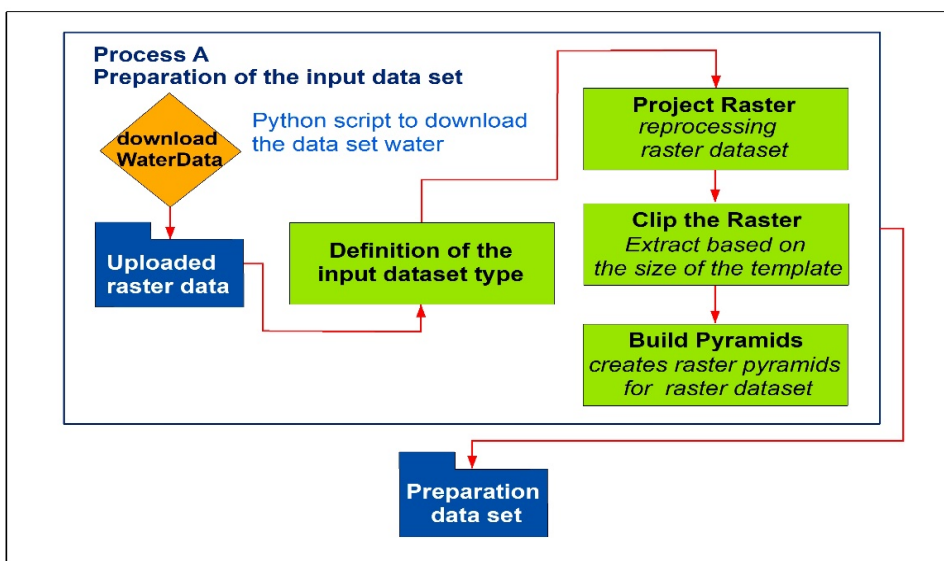 Process A
Preparation of the input data set
download
WaterData
Python script to download
the data set water
Uploaded
raster data
Definition of the
input dataset type
Project Raster
reprocessing
raster dataset
Clip the Raster
Extract based on
the size of the template
Build Pyramids
creates raster pyramids
for raster dataset
Preparation
data set